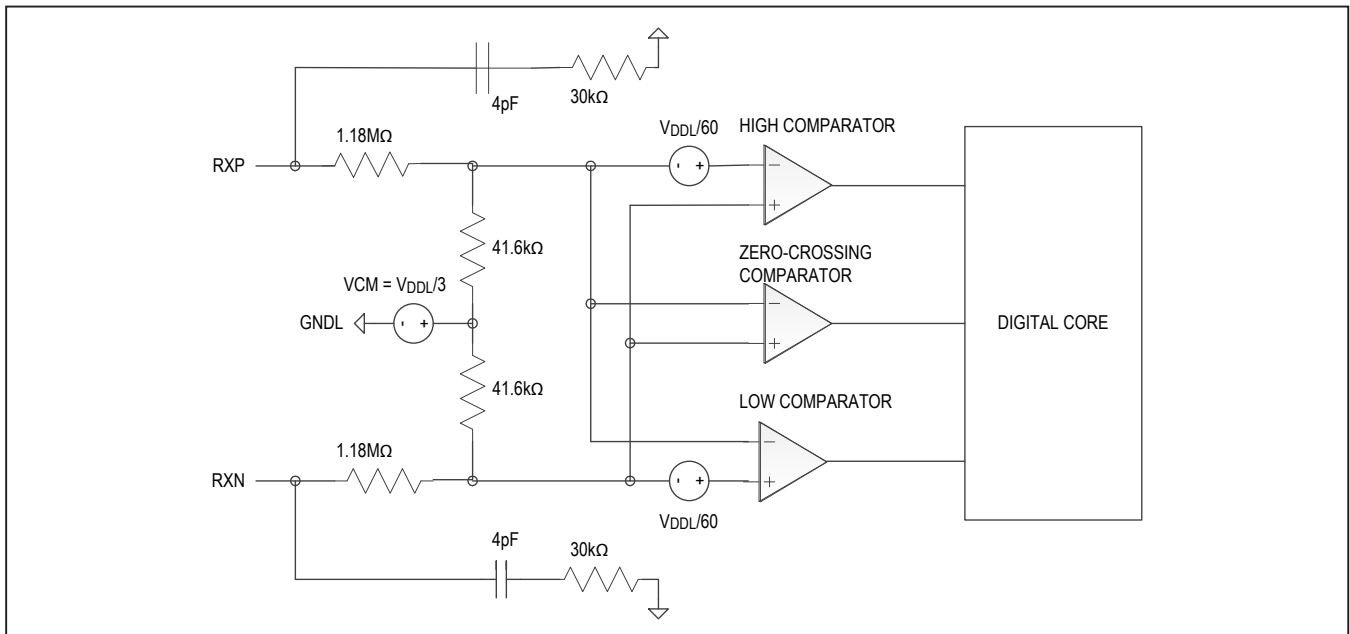 4pF
30kΩ
1.18MΩ
RXP
VDDL/60
HIGH COMPARATOR
-
+
−
+
41.6kΩ
ZERO-CROSSING
COMPARATOR
VCM = VDDL/3
GNDL
-
+
−
+
DIGITAL CORE
41.6kΩ
LOW COMPARATOR
1.18MΩ
−
+
RXN
-
+
VDDL/60
4pF
30kΩ